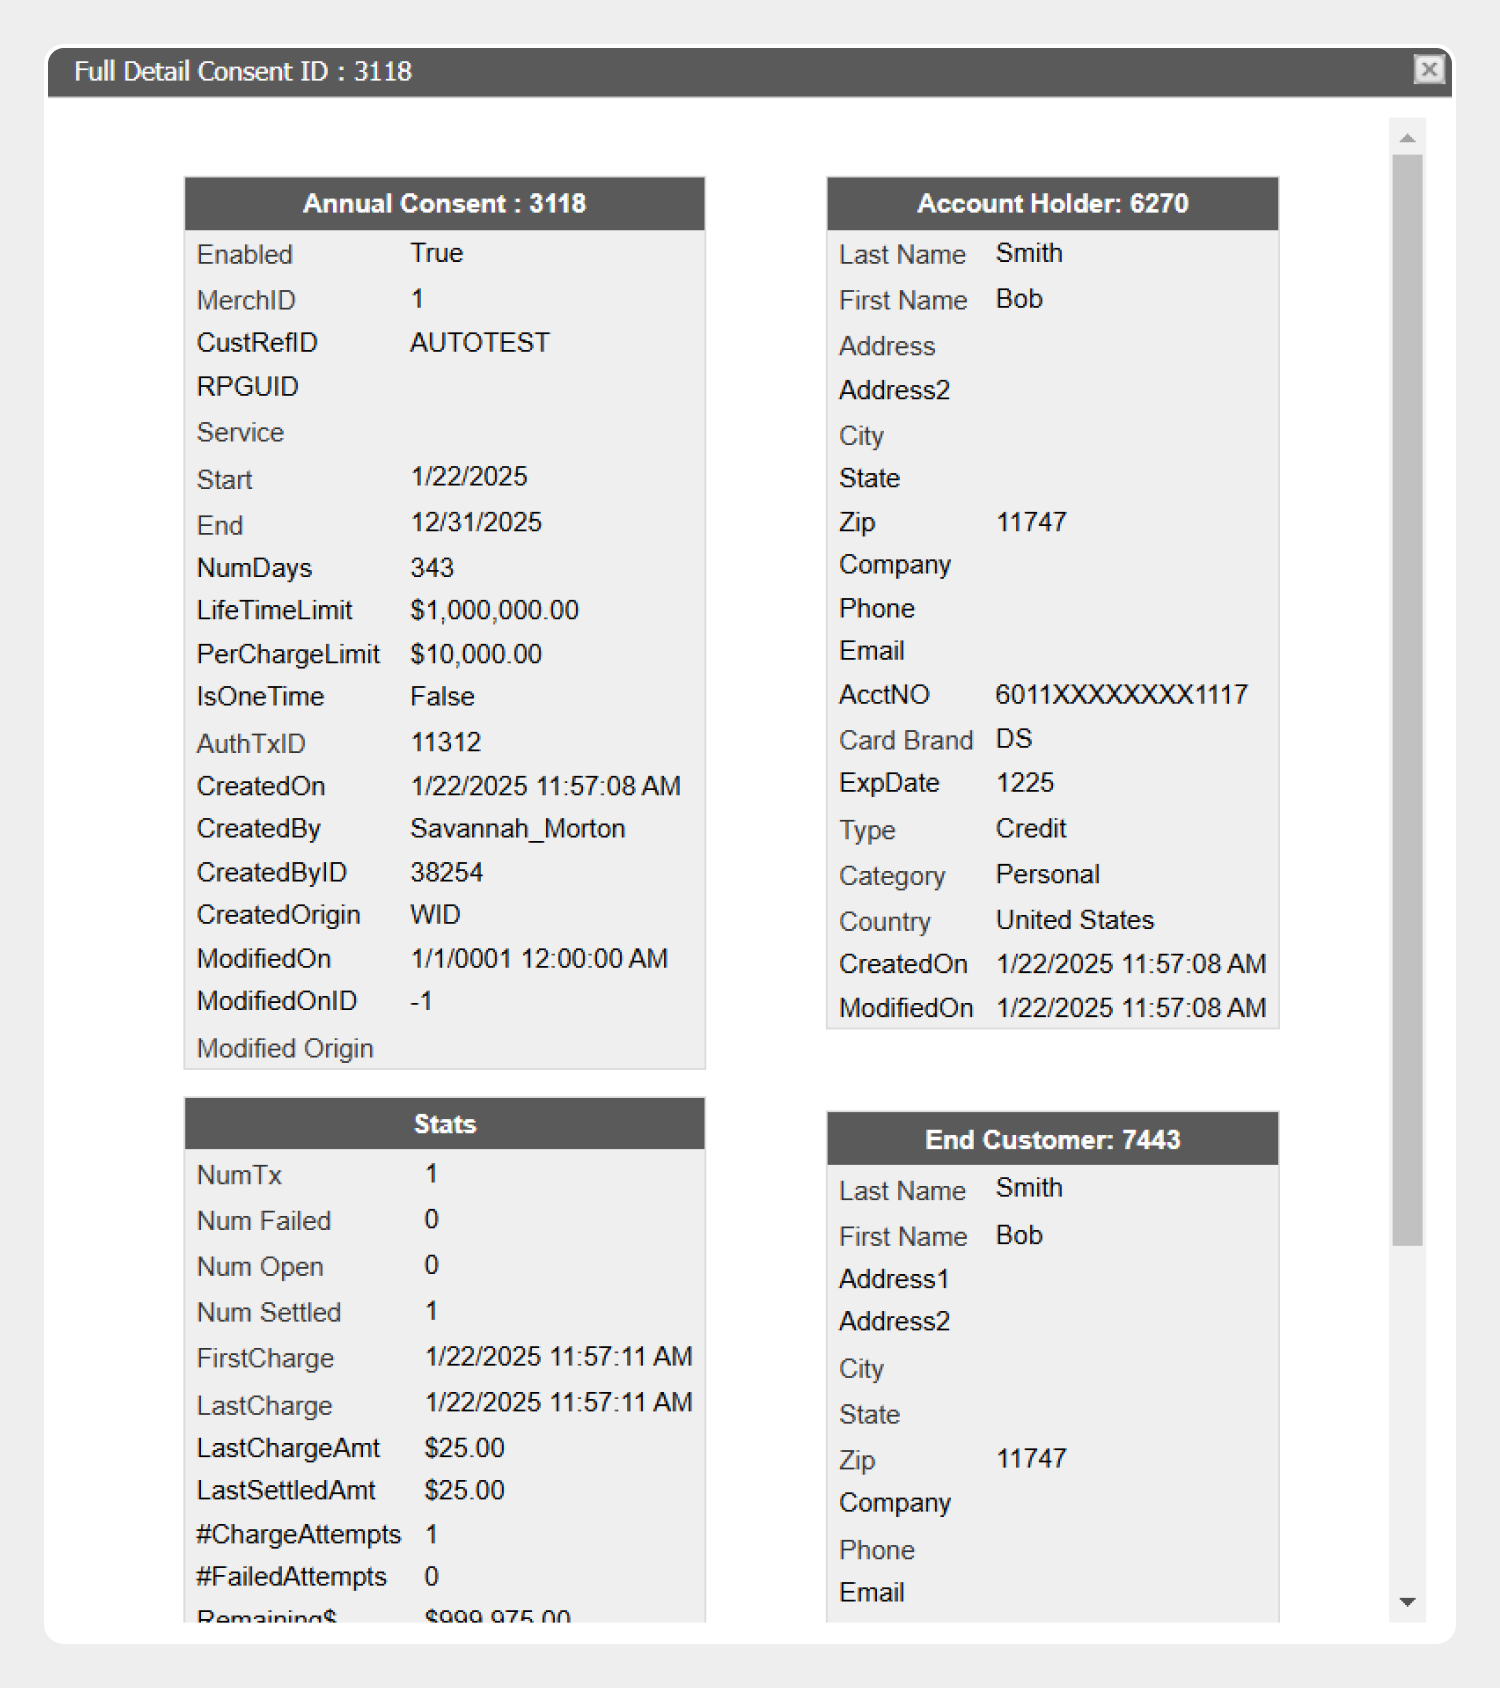 Full Detail Consent ID : 3118
Annual Consent : 3118
Enabled True
MerchID 1
CustRefID AUTOTEST
RPGUID
Service
Start 1/22/2025
End 12/31/2025
NumDays 343
LifeTimeLimit $1,000,000.00
PerChargeLimit $10,000.00
IsOneTime False
AuthTxID 11312
CreatedOn 1/22/2025 11:57:08 AM
CreatedBy Savannah_Morton
CreatedByID 38254
CreatedOrigin WID
ModifiedOn 1/1/0001 12:00:00 AM
ModifiedOnID -1
Modified Origin
Stats
NumTx 1
Num Failed 0
Num Open 0
Num Settled 1
FirstCharge 1/22/2025 11:57:11 AM
LastCharge 1/22/2025 11:57:11 AM
LastChargeAmt $25.00
LastSettledAmt $25.00
#ChargeAttempts 1
#FailedAttempts 0
Remaining$ $999,975.00
Account Holder: 6270
Last Name Smith
First Name Bob
Address
Address2
City
State
Zip 11747
Company
Phone
Email
AcctNO 6011XXXXXXXX1117
Card Brand DS
ExpDate 1225
Type Credit
Category Personal
Country United States
CreatedOn 1/22/2025 11:57:08 AM
ModifiedOn 1/22/2025 11:57:08 AM
End Customer: 7443
Last Name Smith
First Name Bob
Address1
Address2
City
State
Zip 11747
Company
Phone
Email